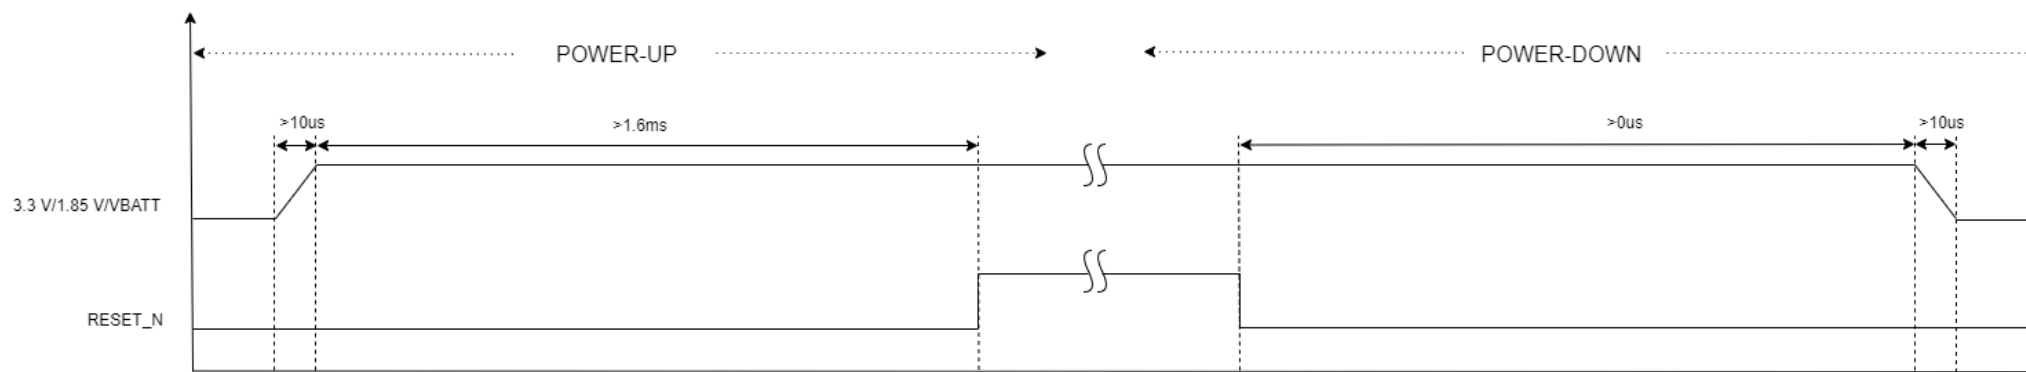 POWER-UP
POWER-DOWN
>10us
>1.6ms
>0us
>10us
3.3 V/1.85 V/VBATT
RESET_N